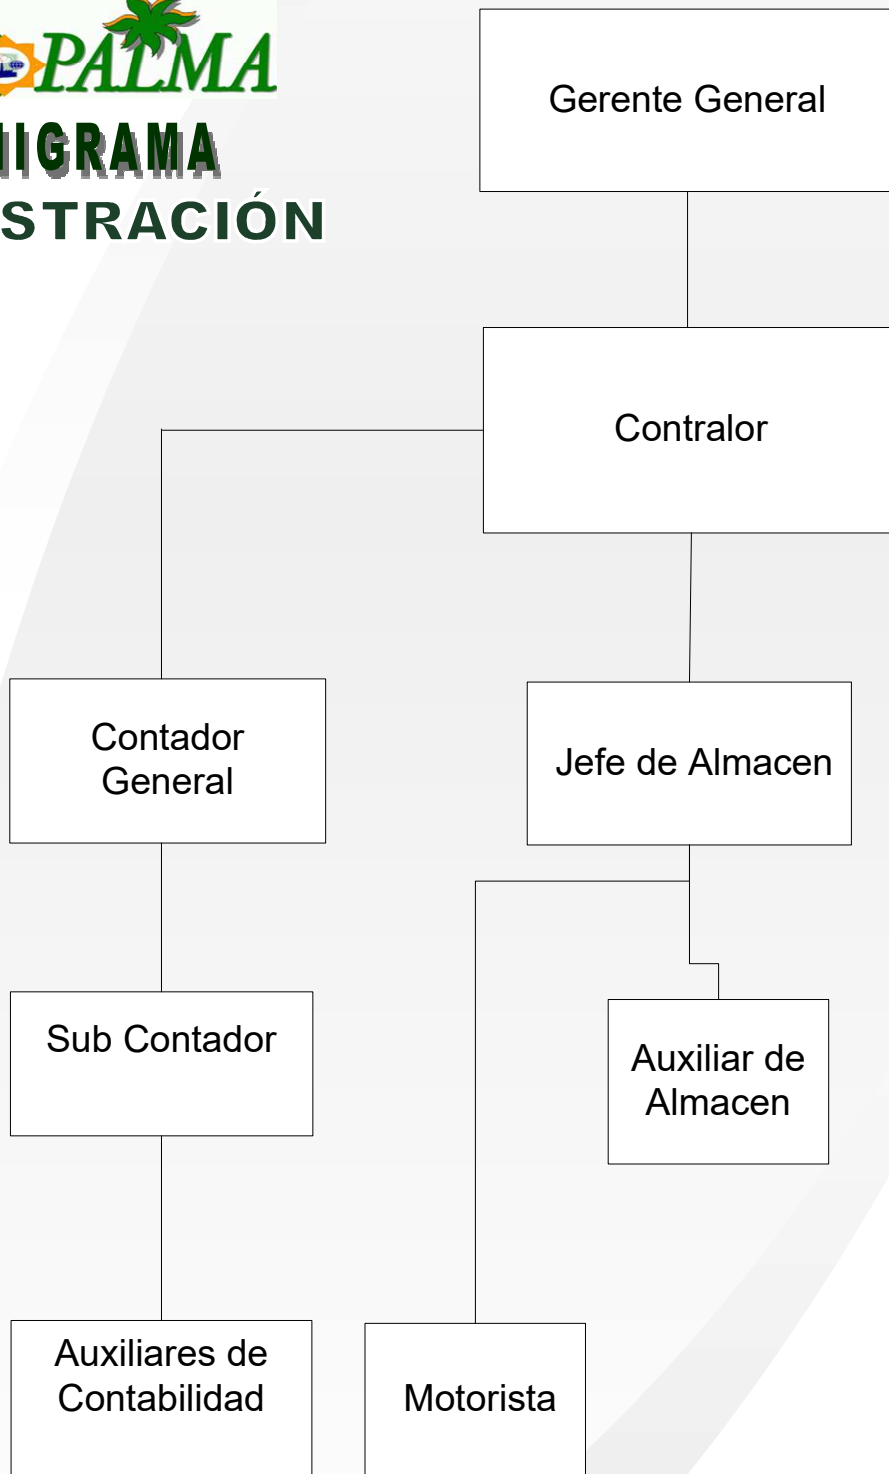 PALMA
NIGRAMA
STRACIÓN
Gerente General
Contralor
Contador
General
Jefe de Almacen
Sub Contador
Auxiliar de
Almacen
Auxiliares de
Contabilidad
Motorista